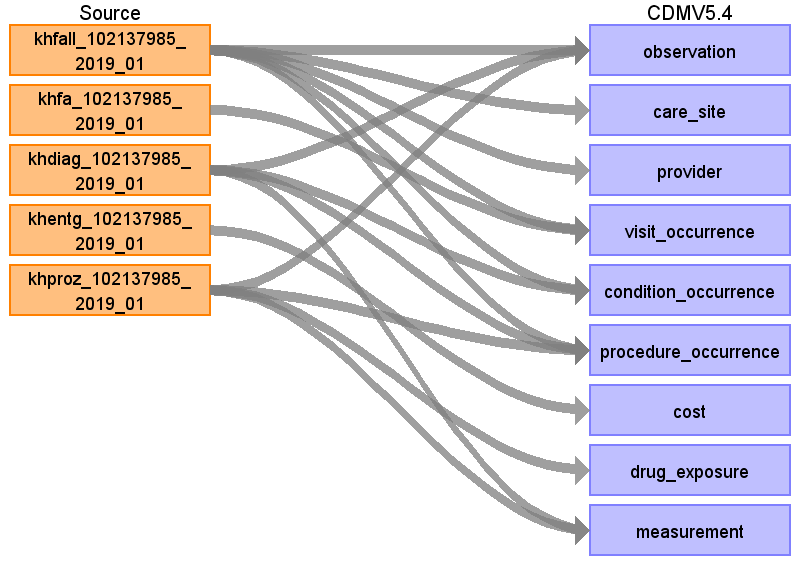 Source
CDMV5.4
khfall_102137985_
2019_01
observation
khfa_102137985_
2019_01
care_site
khdiag_102137985_
2019_01
provider
khentg_102137985_
2019_01
visit_occurrence
khproz_102137985_
2019_01
condition_occurrence
procedure_occurrence
cost
drug_exposure
measurement